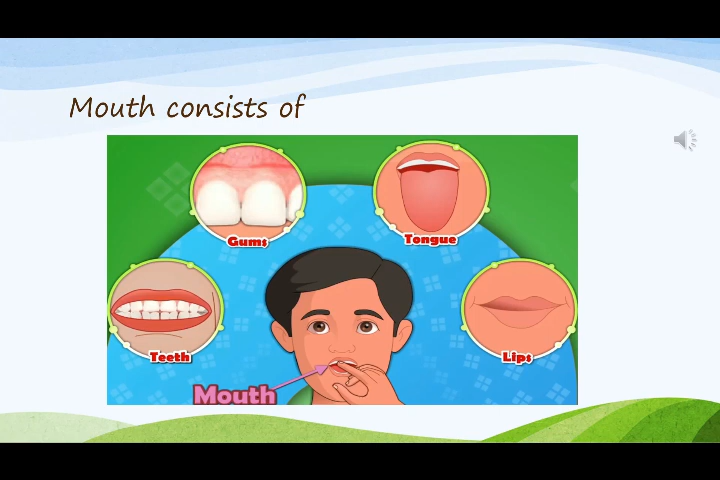 Mouth consists of
Gums
Tongue
Teeth
Lips
Mouth